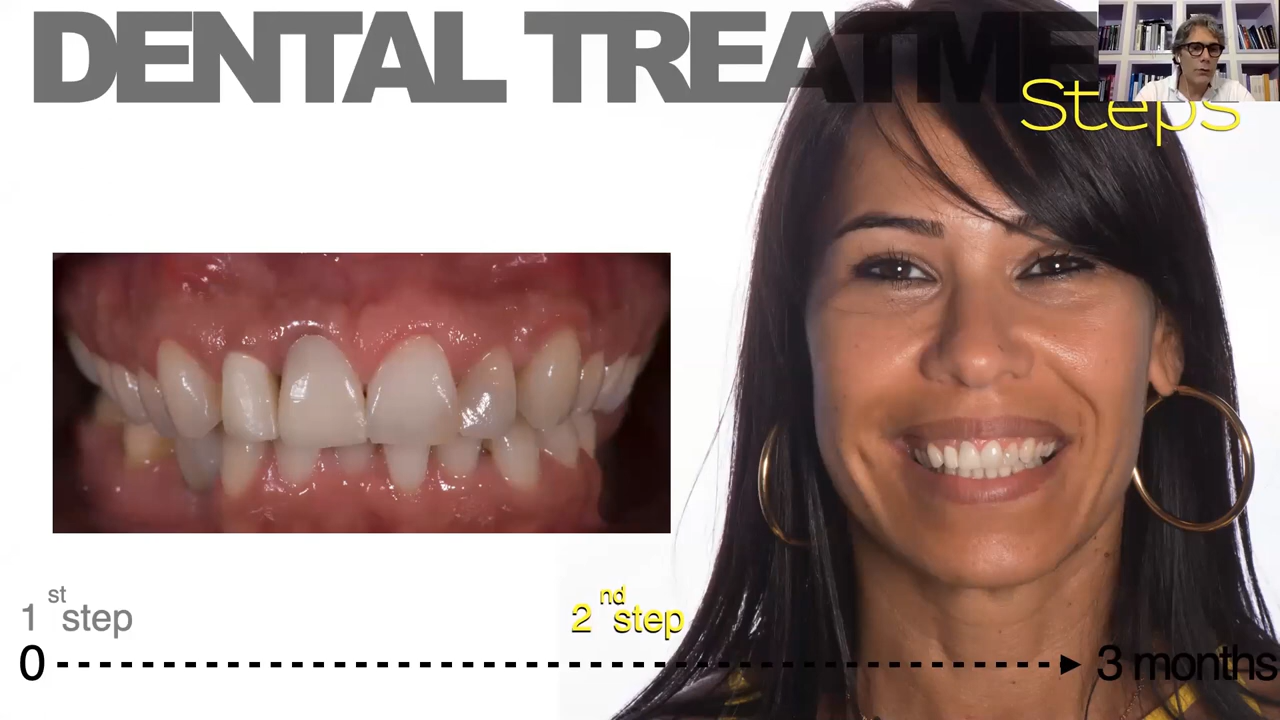 DENTAL TREATME
Steps
1st step
2nd step
0
3 months